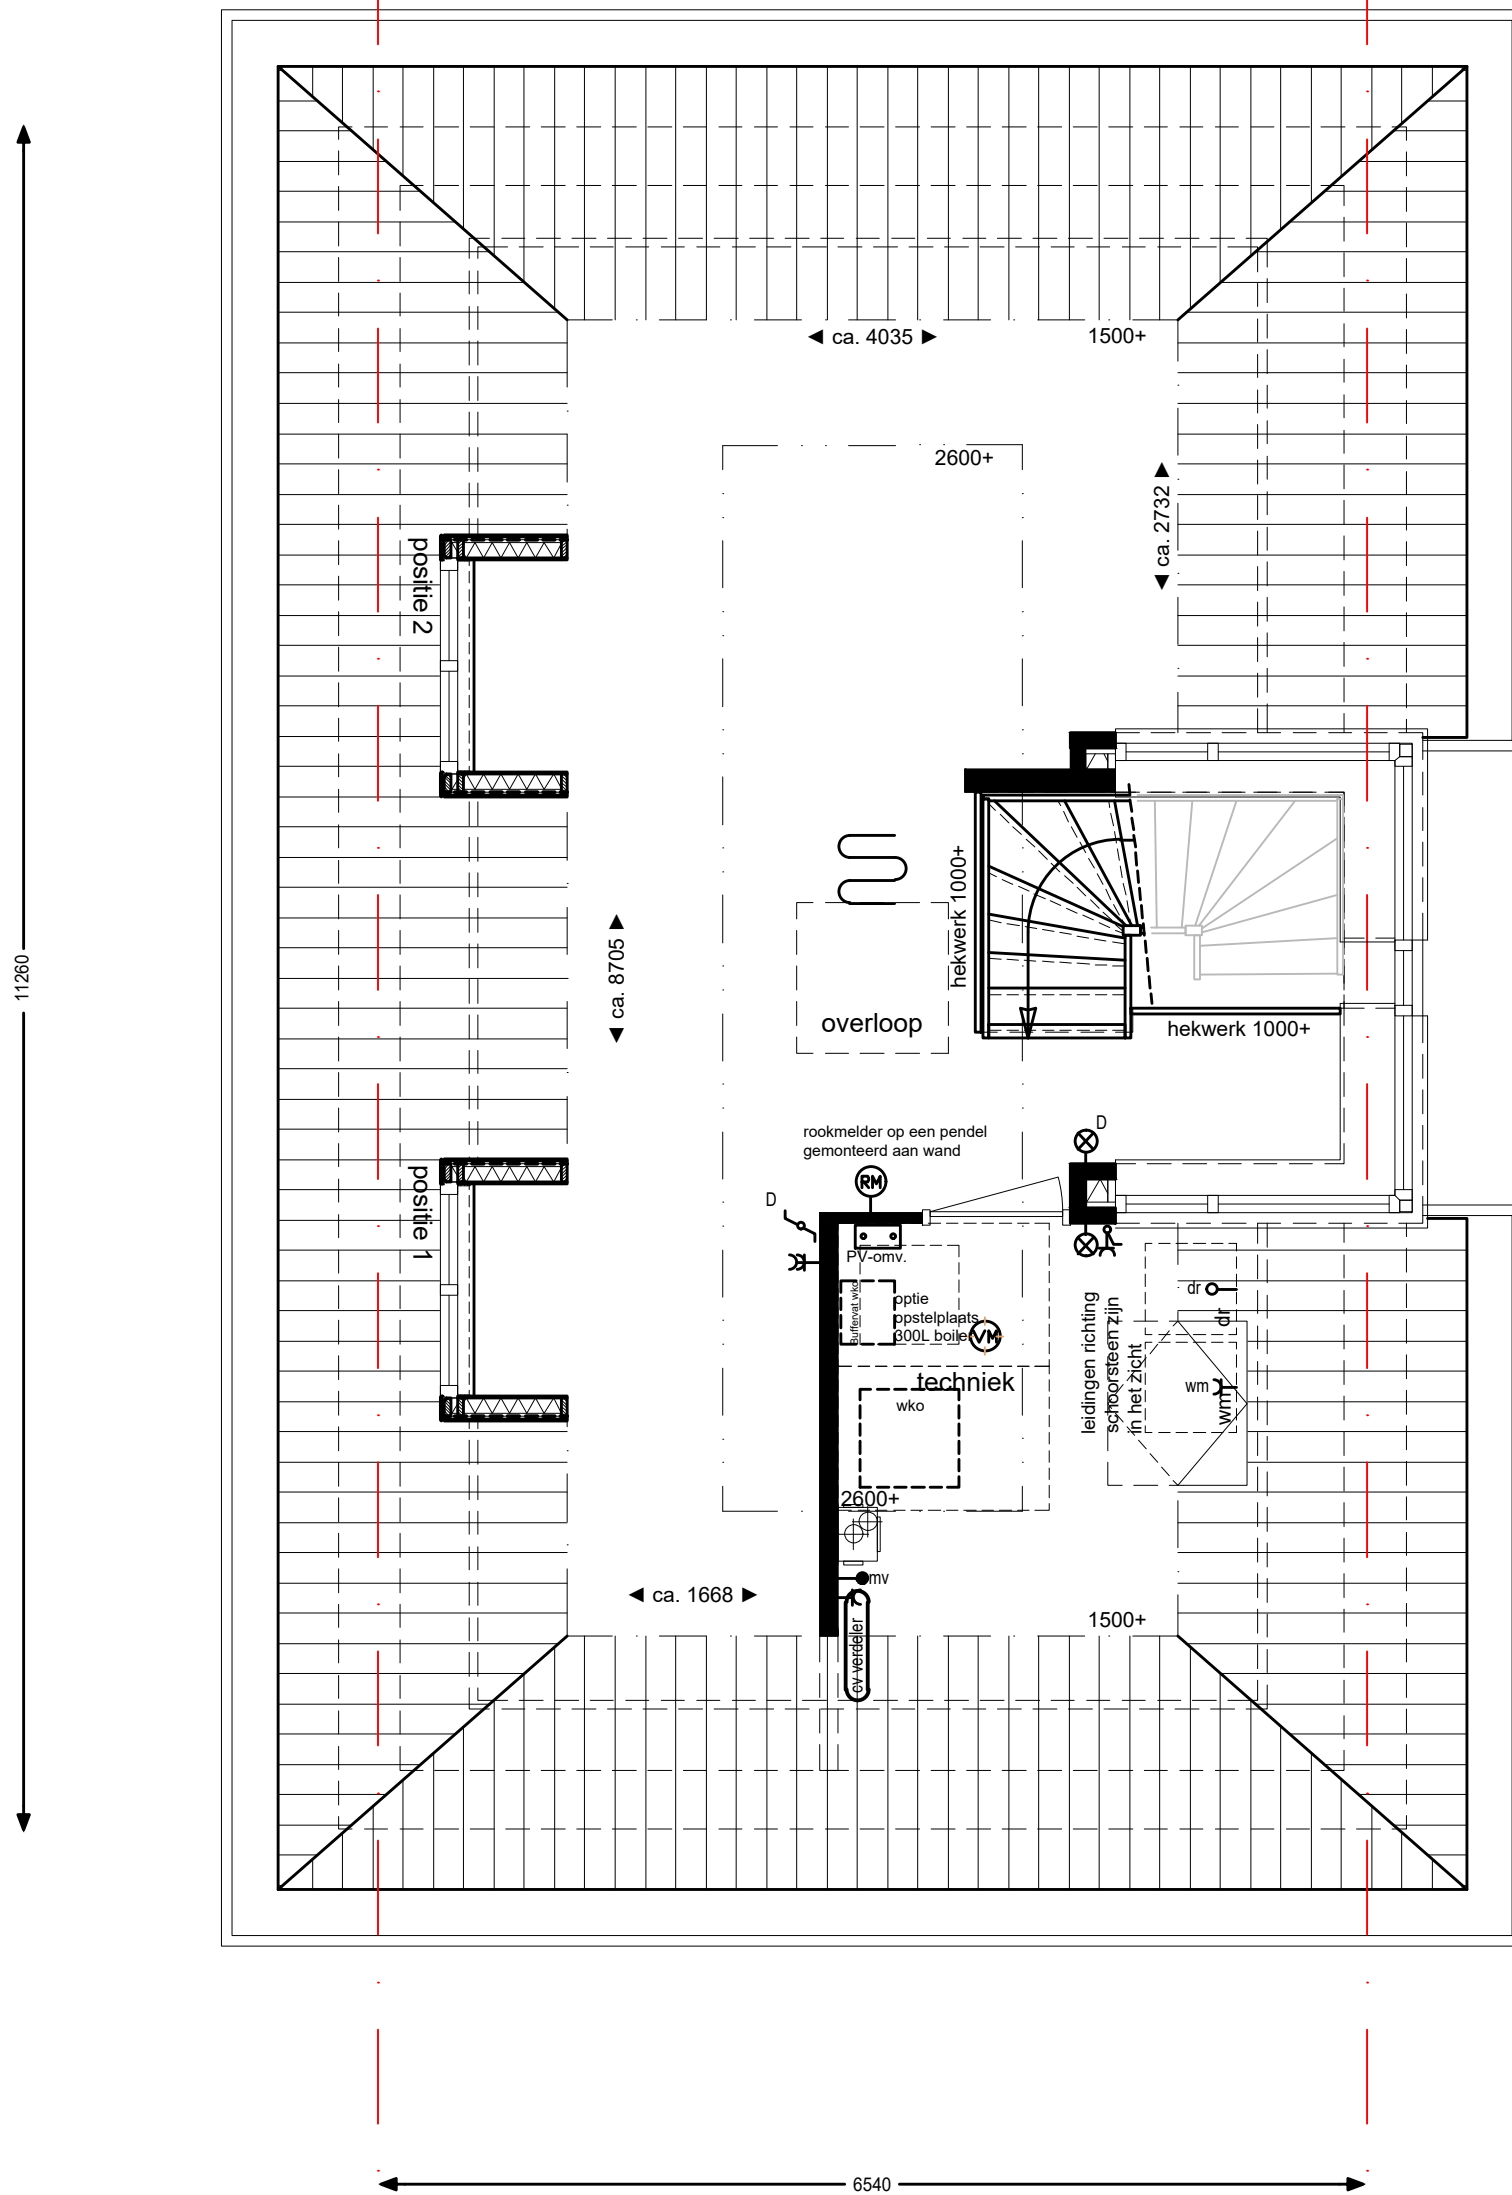 ca. 4035
1500+
2600+
ca. 2732
positie 2
hekwerk 1000+
ca. 8705
11260
overloop
hekwerk 1000+
rookmelder op een pendel
gemonteerd aan wand
D
RM
D
positie 1
PV-omv.
Buffervat wko
optie
opstelplaats
300L boiler
VM
dr
dr
leidingen richting
schoorsteen zijn
in het zicht
techniek
wm
wm
wko
2600+
mv
ca. 1668
cv verdeler
1500+
6540